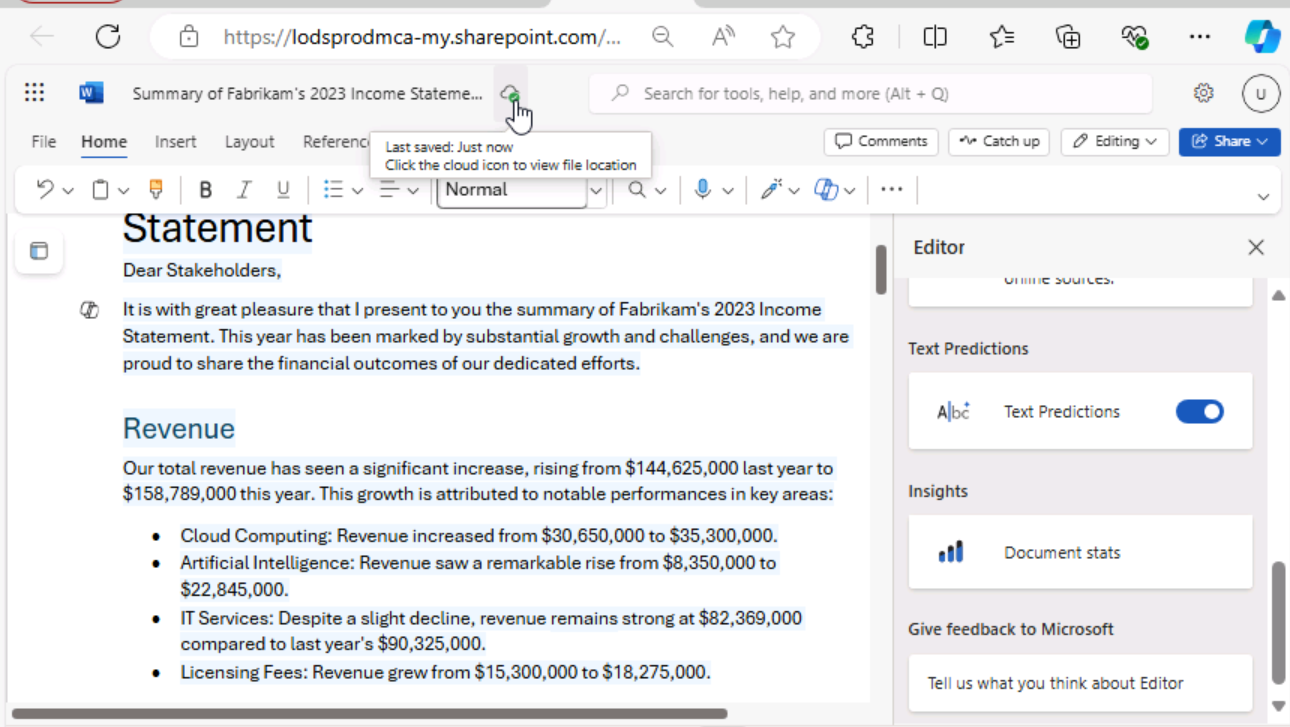 https://lodsprodmca-my.sharepoint.com/...
W
Summary of Fabrikam's 2023 Income Stateme...
Search for tools, help, and more (Alt + Q)
U
File Home Insert Layout
Comments Catch up Editing Share
Last saved: Just now
Click the cloud icon to view file location
B I U Normal
Statement
Editor
Dear Stakeholders,
It is with great pleasure that I present to you the summary of Fabrikam's 2023 Income
Statement. This year has been marked by substantial growth and challenges, and we are
proud to share the financial outcomes of our dedicated efforts.
Revenue
Our total revenue has seen a significant increase, rising from $144,625,000 last year to
$158,789,000 this year. This growth is attributed to notable performances in key areas:
• Cloud Computing: Revenue increased from $30,650,000 to $35,300,000.
• Artificial Intelligence: Revenue saw a remarkable rise from $8,350,000 to
$22,845,000.
• IT Services: Despite a slight decline, revenue remains strong at $82,369,000
compared to last year's $90,325,000.
• Licensing Fees: Revenue grew from $15,300,000 to $18,275,000.
online sources.
Text Predictions
Text Predictions
Insights
Document stats
Give feedback to Microsoft
Tell us what you think about Editor